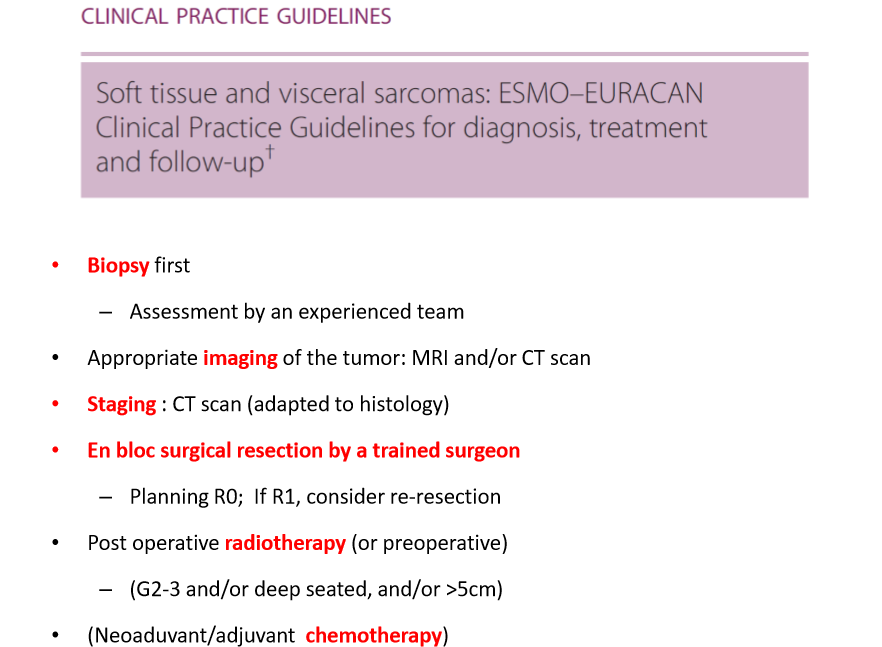 CLINICAL PRACTICE GUIDELINES
Soft tissue and visceral sarcomas: ESMO–EURACAN
Clinical Practice Guidelines for diagnosis, treatment
and follow-up†
• Biopsy first
– Assessment by an experienced team
• Appropriate imaging of the tumor: MRI and/or CT scan
• Staging : CT scan (adapted to histology)
• En bloc surgical resection by a trained surgeon
– Planning R0; If R1, consider re-resection
• Post operative radiotherapy (or preoperative)
– (G2-3 and/or deep seated, and/or >5cm)
• (Neoaduvant/adjuvant chemotherapy)